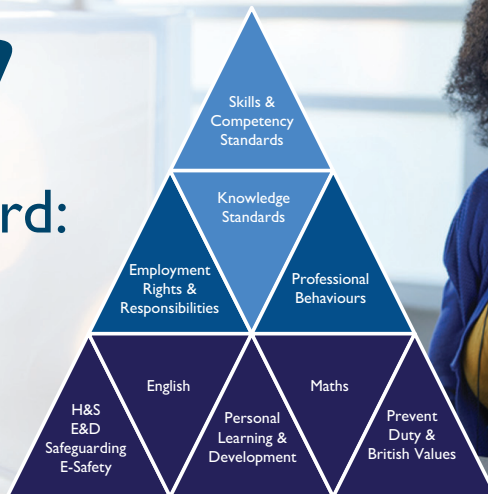 rd:
Skills &
Competency
Standards
Knowledge
Standards
Employment
Rights &
Responsibilities
Professional
Behaviours
H&S
E&D
Safeguarding
E-Safety
English
Personal
Learning &
Development
Maths
Prevent
Duty &
British Values